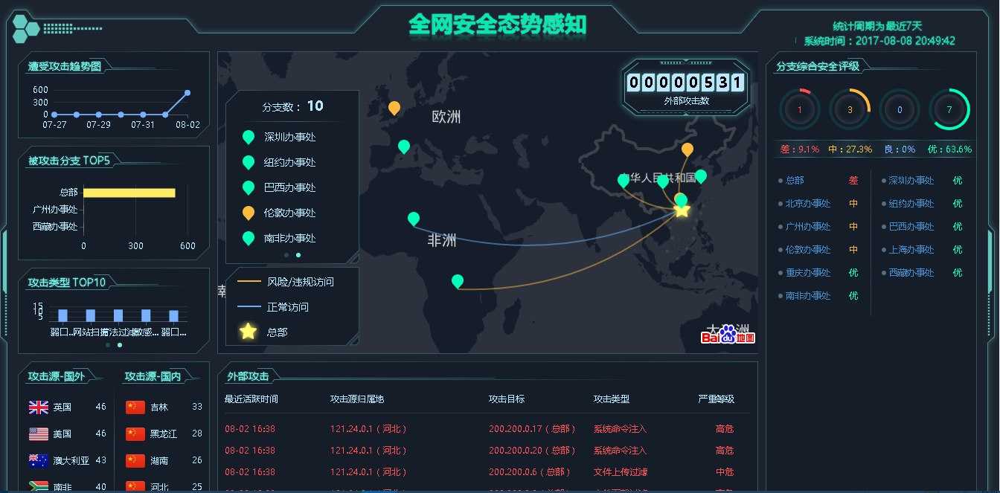 全网安全态势感知
统计周期为最近7天
系统时间：2017-08-08 20:49:42
遭受攻击趋势图
600
300
0
07-27 07-29 07-31 08-02
被攻击分支 TOP5
总部
广州办事处
西藏办事处
0 300 600
攻击类型 TOP10
15
10
5
弱口... 网站扫描 敏感... 弱口...
攻击源-国外
英国 46
美国 46
澳大利亚 43
南非 40
攻击源-国内
吉林 33
黑龙江 28
湖南 26
河北 25
分支数：10
深圳办事处
纽约办事处
巴西办事处
伦敦办事处
南非办事处
风险/违规访问
正常访问
总部
欧洲
非洲
南
中华人民共和国
大洋洲
Bai du 地图
00000531
外部攻击数
外部攻击
最近活跃时间 攻击源归属地 攻击目标 攻击类型 严重等级
08-02 16:38 121.24.0.1 ( 河北 ) 200.200.0.17 ( 总部 ) 系统命令注入 高危
08-02 16:38 121.24.0.1 ( 河北 ) 200.200.0.20 ( 总部 ) 系统命令注入 高危
08-02 16:38 121.24.0.1 ( 河北 ) 200.200.0.6 ( 总部 ) 文件上传过滤 中危
分支综合安全评级
1 3 0 7
差：9.1% 中：27.3% 良：0% 优：63.6%
总部 差
北京办事处 中
广州办事处 中
伦敦办事处 中
重庆办事处 优
南非办事处 优
深圳办事处 优
纽约办事处 优
巴西办事处 优
上海办事处 优
西藏办事处 优